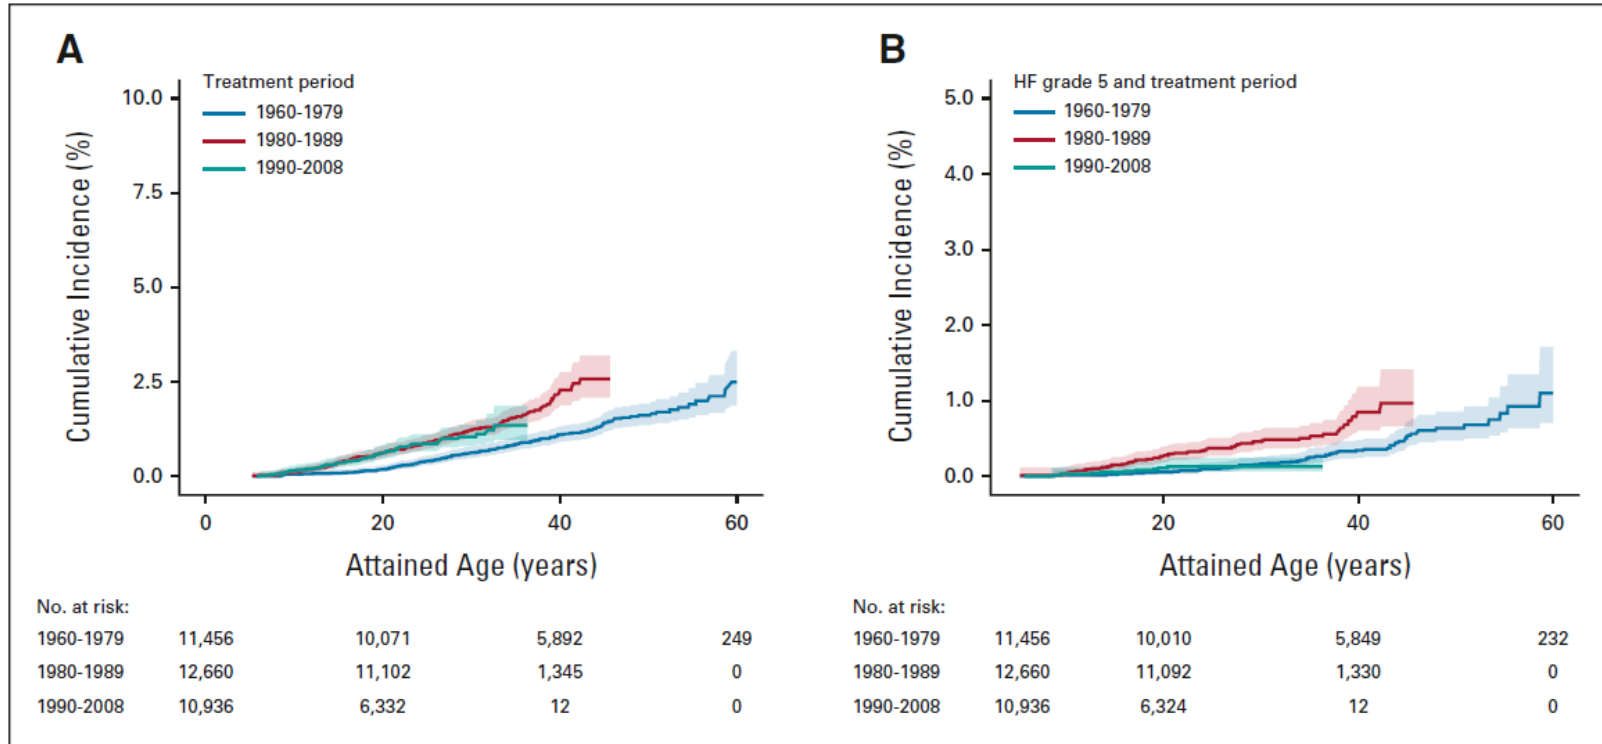 A
Treatment period
1960-1979
1980-1989
1990-2008
Cumulative Incidence (%)
10.0
7.5
5.0
2.5
0.0
0 20 40 60
Attained Age (years)
No. at risk:
1960-1979 11,456 10,071 5,892 249
1980-1989 12,660 11,102 1,345 0
1990-2008 10,936 6,332 12 0
B
HF grade 5 and treatment period
1960-1979
1980-1989
1990-2008
Cumulative Incidence (%)
5.0
4.0
3.0
2.0
1.0
0.0
20 40 60
Attained Age (years)
No. at risk:
1960-1979 11,456 10,010 5,849 232
1980-1989 12,660 11,092 1,330 0
1990-2008 10,936 6,324 12 0